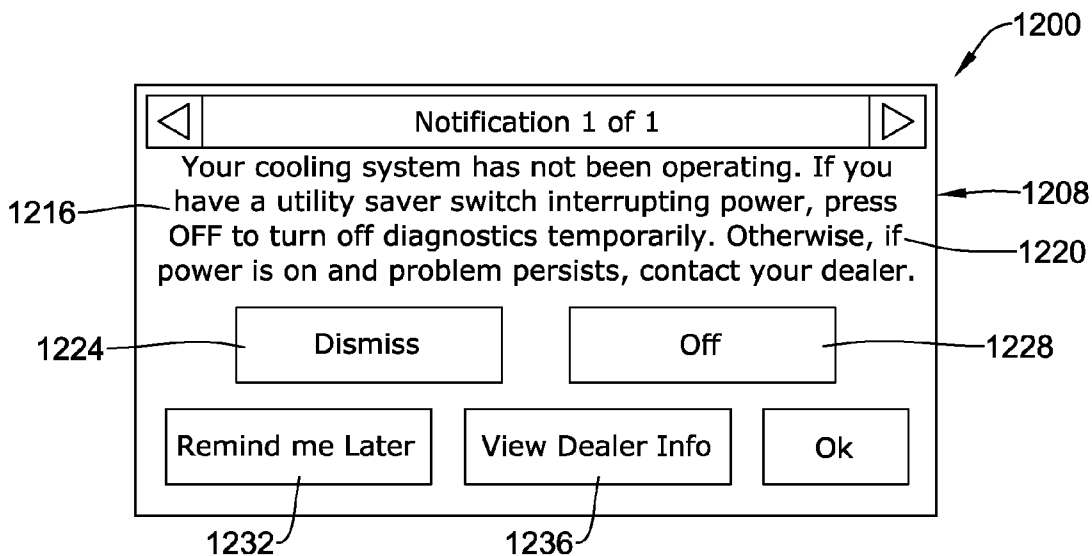 1200
Notification 1 of 1
Your cooling system has not been operating. If you
1208
1216
have a utility saver switch interrupting power, press
OFF to turn off diagnostics temporarily. Otherwise, if
1220
power is on and problem persists, contact your dealer.
1224
Dismiss
Off
1228
Remind me Later
View Dealer Info
Ok
1232
1236